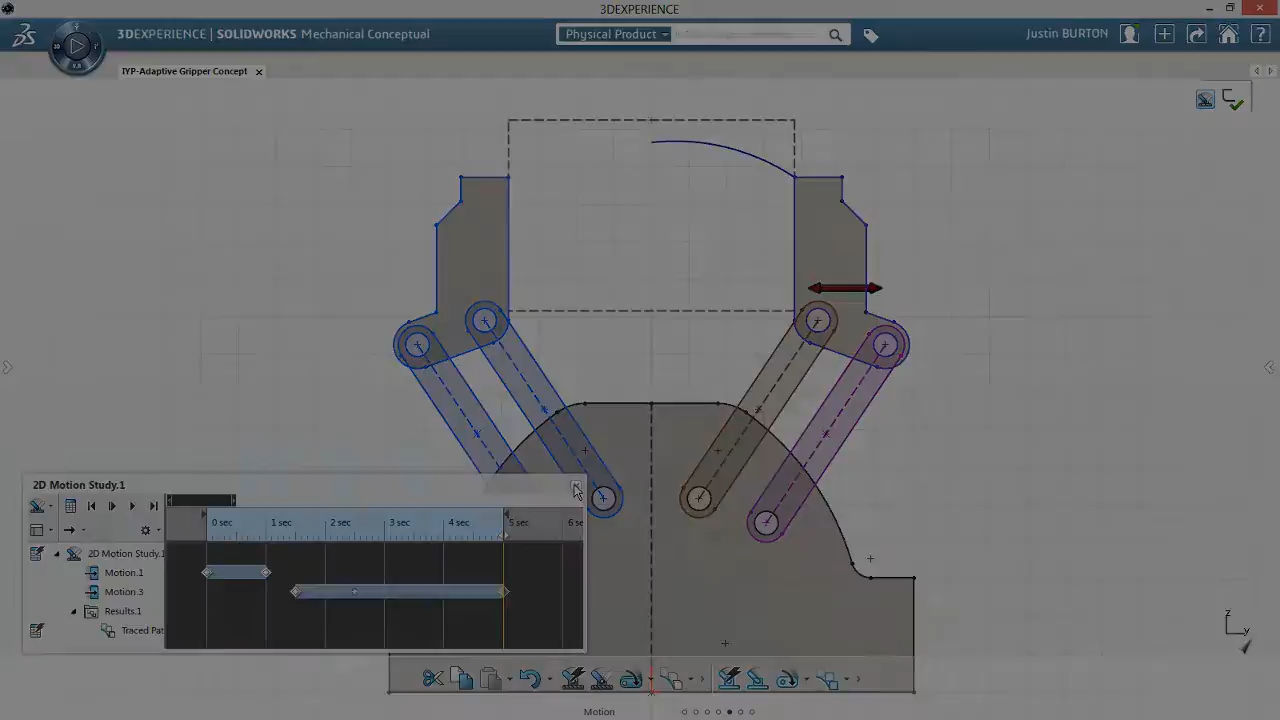 3DEXPERIENCE
3DEXPERIENCE | SOLIDWORKS Mechanical Conceptual
Physical Product
Justin BURTON
IYP-Adaptive Gripper Concept
2D Motion Study.1
0 sec 1 sec 2 sec 3 sec 4 sec 5 sec 6 se
2D Motion Study.1
Motion.1
Motion.3
Results.1
Traced Pat
z
y
Motion